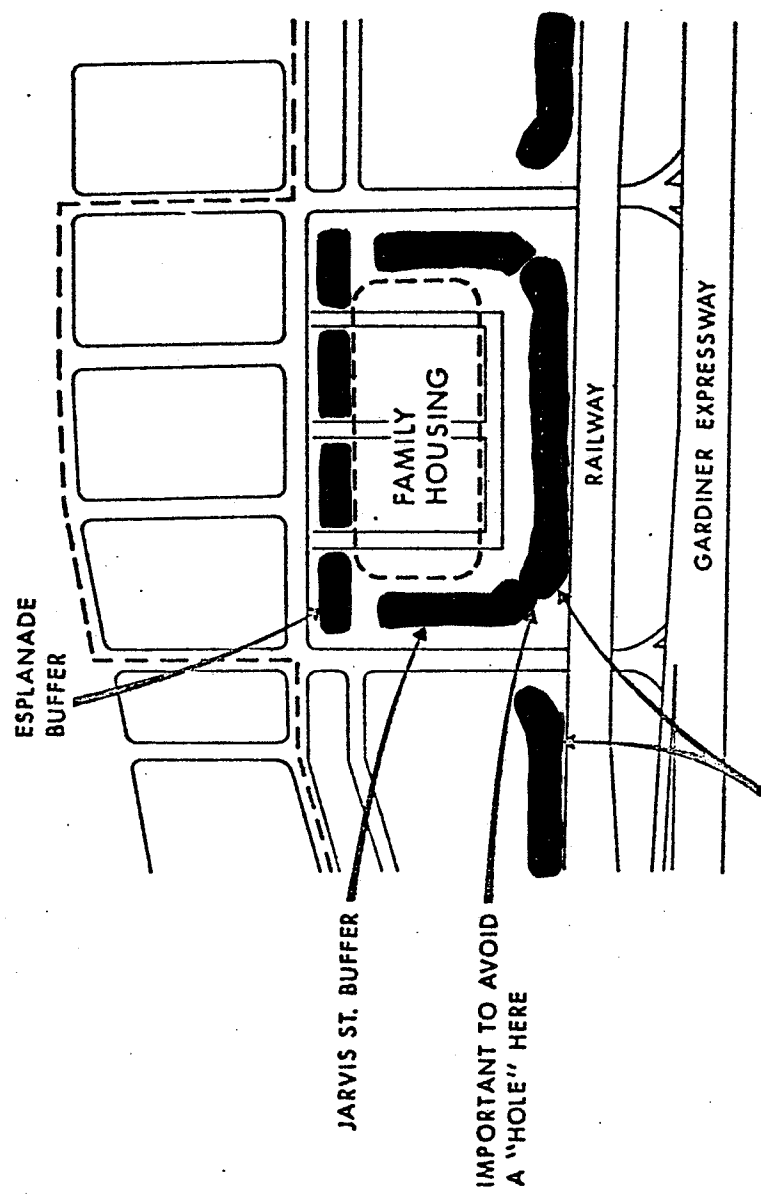 ESPLANADE
BUFFER
FAMILY
HOUSING
RAILWAY
GARDINER EXPRESSWAY
JARVIS ST. BUFFER
IMPORTANT TO AVOID
A "HOLE" HERE